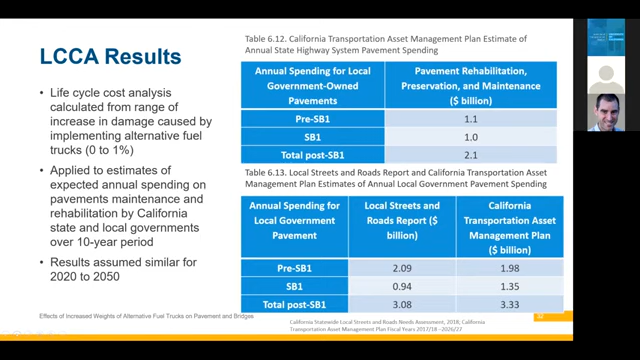 LCCA Results
• Life cycle cost analysis
calculated from range of
increase in damage caused by
implementing alternative fuel
trucks (0 to 1%)
• Applied to estimates of
expected annual spending on
pavements maintenance and
rehabilitation by California
state and local governments
over 10-year period
• Results assumed similar for
2020 to 2050
Table 6.12. California Transportation Asset Management Plan Estimate of
Annual State Highway System Pavement Spending
Annual Spending for Local
Government-Owned
Pavements
Pavement Rehabilitation,
Preservation, and Maintenance
($ billion)
Pre-SB1 1.1
SB1 1.0
Total post-SB1 2.1
Table 6.13. Local Streets and Roads Report and California Transportation Asset
Management Plan Estimates of Annual Local Government Pavement Spending
Annual Spending for
Local Government
Pavement
Local Streets and
Roads Report ($
billion)
California
Transportation Asset
Management Plan
($ billion)
Pre-SB1 2.09 1.98
SB1 0.94 1.35
Total post-SB1 3.08 3.33
Effects of Increased Weights of Alternative Fuel Trucks on Pavement and Bridges
32
California Statewide Local Streets and Roads Needs Assessment, 2018; California
Transportation Asset Management Plan Fiscal Years 2017/18 -2026/27